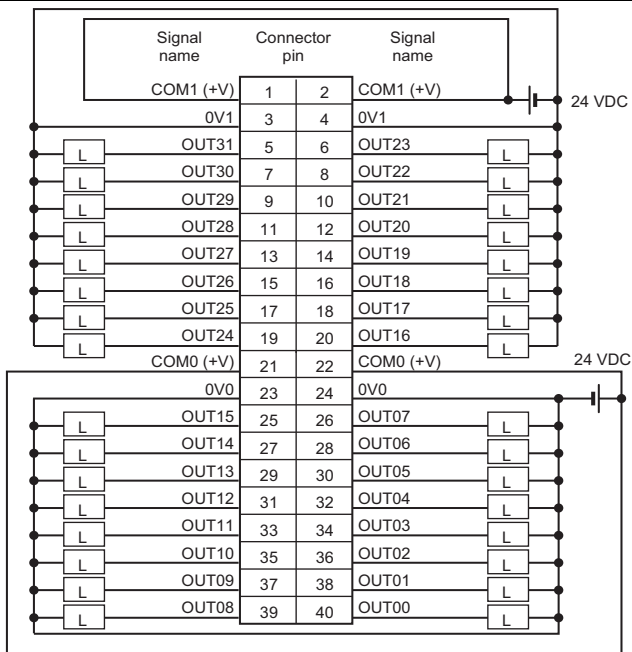 Signal name Connector pin Signal name
COM1 (+V) 1 2 COM1 (+V) 24 VDC
0V1 3 4 0V1
L OUT31 5 6 OUT23 L
L OUT30 7 8 OUT22 L
L OUT29 9 10 OUT21 L
L OUT28 11 12 OUT20 L
L OUT27 13 14 OUT19 L
L OUT26 15 16 OUT18 L
L OUT25 17 18 OUT17 L
L OUT24 19 20 OUT16 L
COM0 (+V) 21 22 COM0 (+V) 24 VDC
0V0 23 24 0V0
L OUT15 25 26 OUT07 L
L OUT14 27 28 OUT06 L
L OUT13 29 30 OUT05 L
L OUT12 31 32 OUT04 L
L OUT11 33 34 OUT03 L
L OUT10 35 36 OUT02 L
L OUT09 37 38 OUT01 L
L OUT08 39 40 OUT00 L